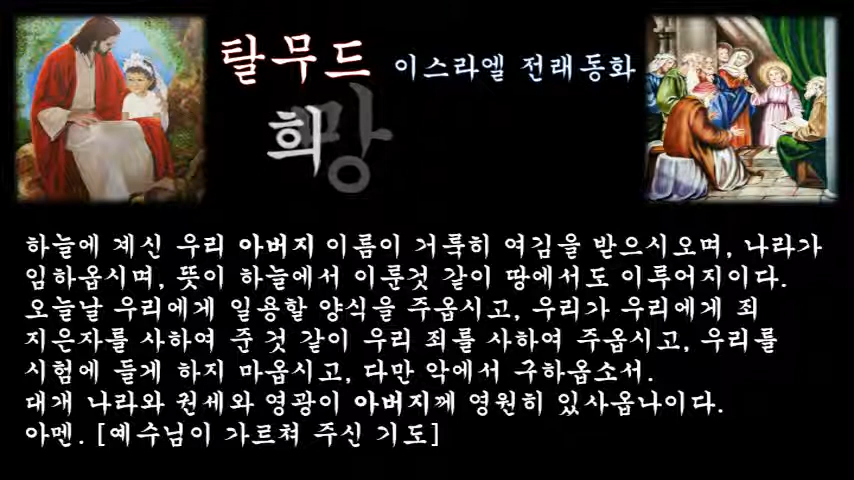 탈무드 이스라엘 전래동화
희망
하늘에 계신 우리 아버지 이름이 거룩히 여김을 받으시오며, 나라가
임하옵시며, 뜻이 하늘에서 이룬것 같이 땅에서도 이루어지이다.
오늘날 우리에게 일용할 양식을 주옵시고, 우리가 우리에게 죄
지은자를 사하여 준 것 같이 우리 죄를 사하여 주옵시고, 우리를
시험에 들게 하지 마옵시고, 다만 악에서 구하옵소서.
대개 나라와 권세와 영광이 아버지께 영원히 있사옵나이다.
아멘. [예수님이 가르쳐 주신 기도]